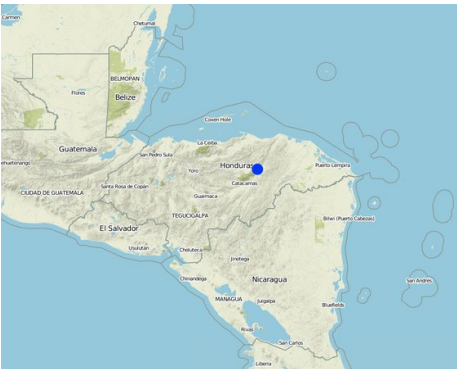 Carmen
Chetumal
BELMOPAN
Flores
Belize
Coxen Hole
La Ceiba
Guatemala
San Pedro Sula
Honduras
Puerto Lempira
ehuetenango
Yoro
Catacamas
Santa Rosa de Copán
Guaimaca
CIUDAD DE GUATEMALA
TEGUCIGALPA
Bilwi (Puerto Cabezas)
El Salvador
Usulután
Choluteca
Jinotega
Chinandega
Nicaragua
San Andrés
MANAGUA
Juigalpa
Bluefields
Rivas
San Carlos
Liberia